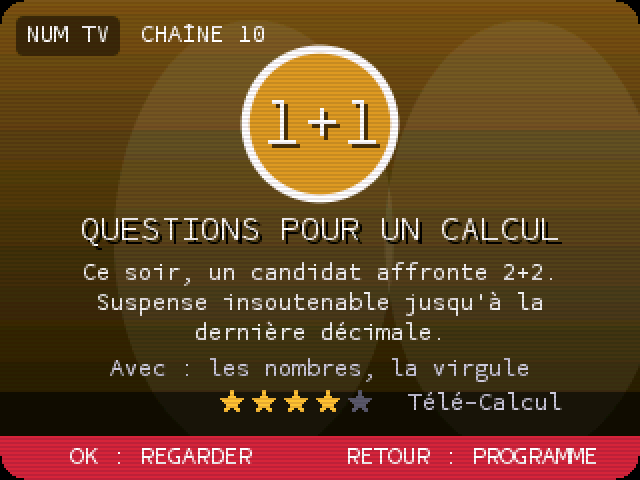 NUM TV CHAÎNE 10
1+1
QUESTIONS POUR UN CALCUL
Ce soir, un candidat affronte 2+2.
Suspense insoutenable jusqu'à la
dernière décimale.
Avec : les nombres, la virgule
Télé-Calcul
OK : REGARDER RETOUR : PROGRAMME